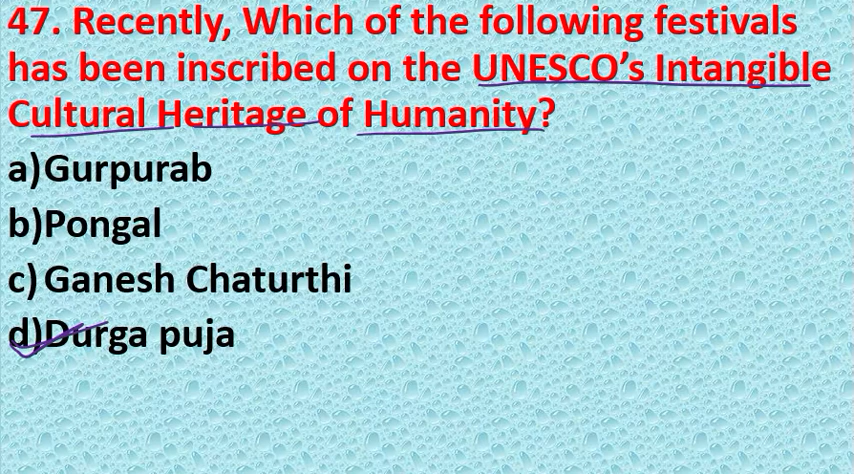 47. Recently, Which of the following festivals
has been inscribed on the UNESCO’s Intangible
Cultural Heritage of Humanity?
a)Gurpurab
b)Pongal
c)Ganesh Chaturthi
d)Durga puja